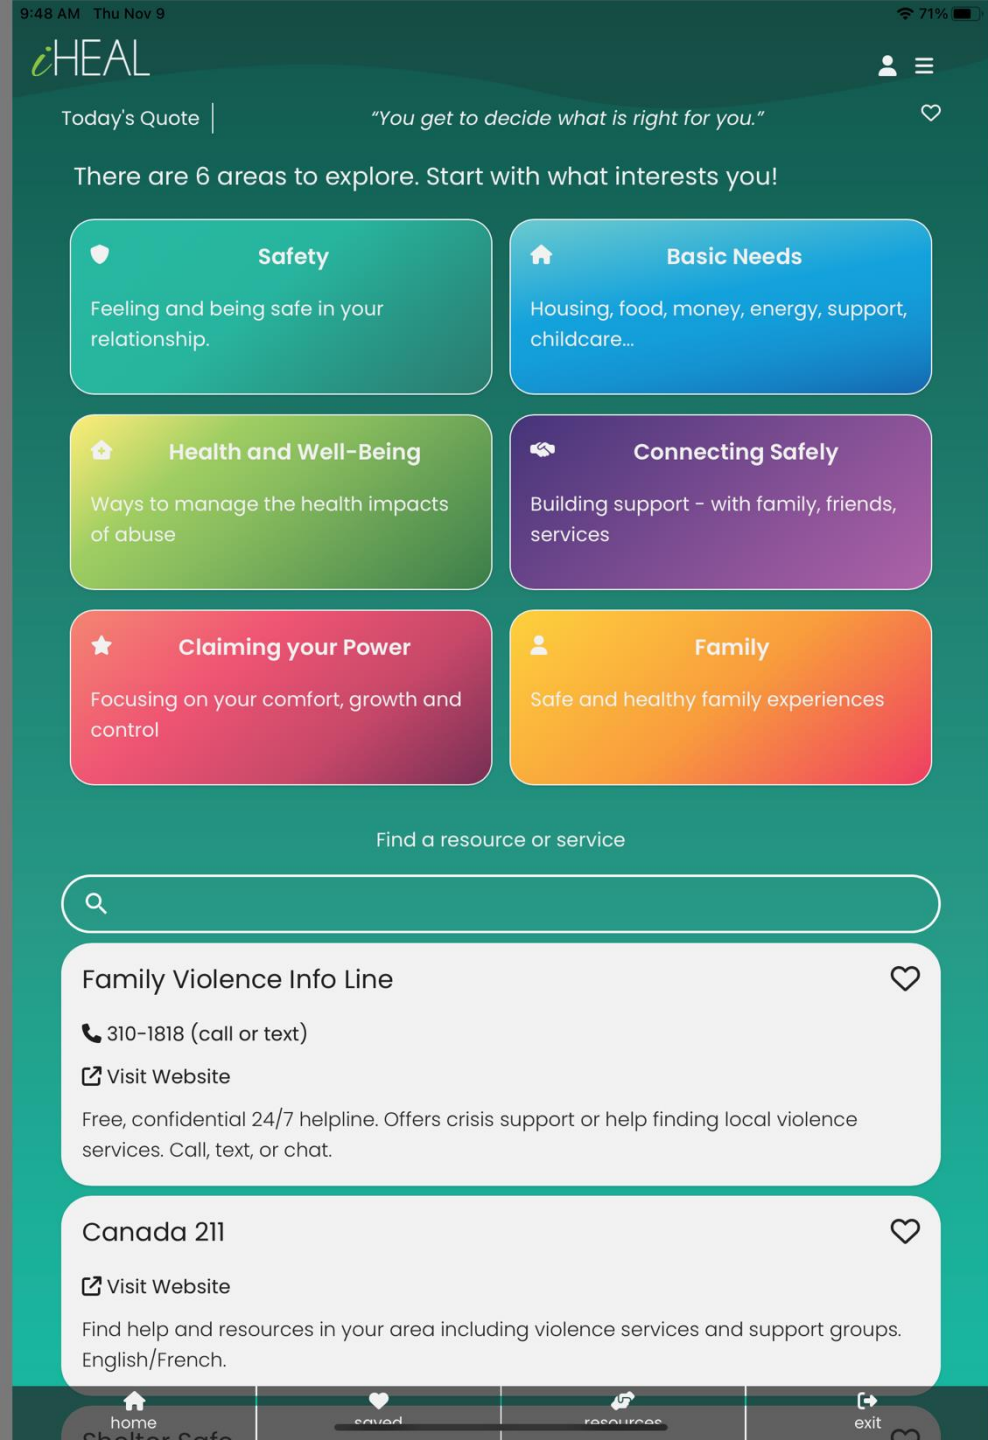 9:48 AM Thu Nov 9 71%
iHEAL
Today's Quote “You get to decide what is right for you.”
There are 6 areas to explore. Start with what interests you!
Safety
Feeling and being safe in your
relationship.
Basic Needs
Housing, food, money, energy, support,
childcare...
Health and Well-Being
Ways to manage the health impacts
of abuse
Connecting Safely
Building support - with family, friends,
services
Claiming your Power
Focusing on your comfort, growth and
control
Family
Safe and healthy family experiences
Find a resource or service
Family Violence Info Line
310-1818 (call or text)
Visit Website
Free, confidential 24/7 helpline. Offers crisis support or help finding local violence
services. Call, text, or chat.
Canada 211
Visit Website
Find help and resources in your area including violence services and support groups.
English/French.
home saved resources exit
Shelter Safe